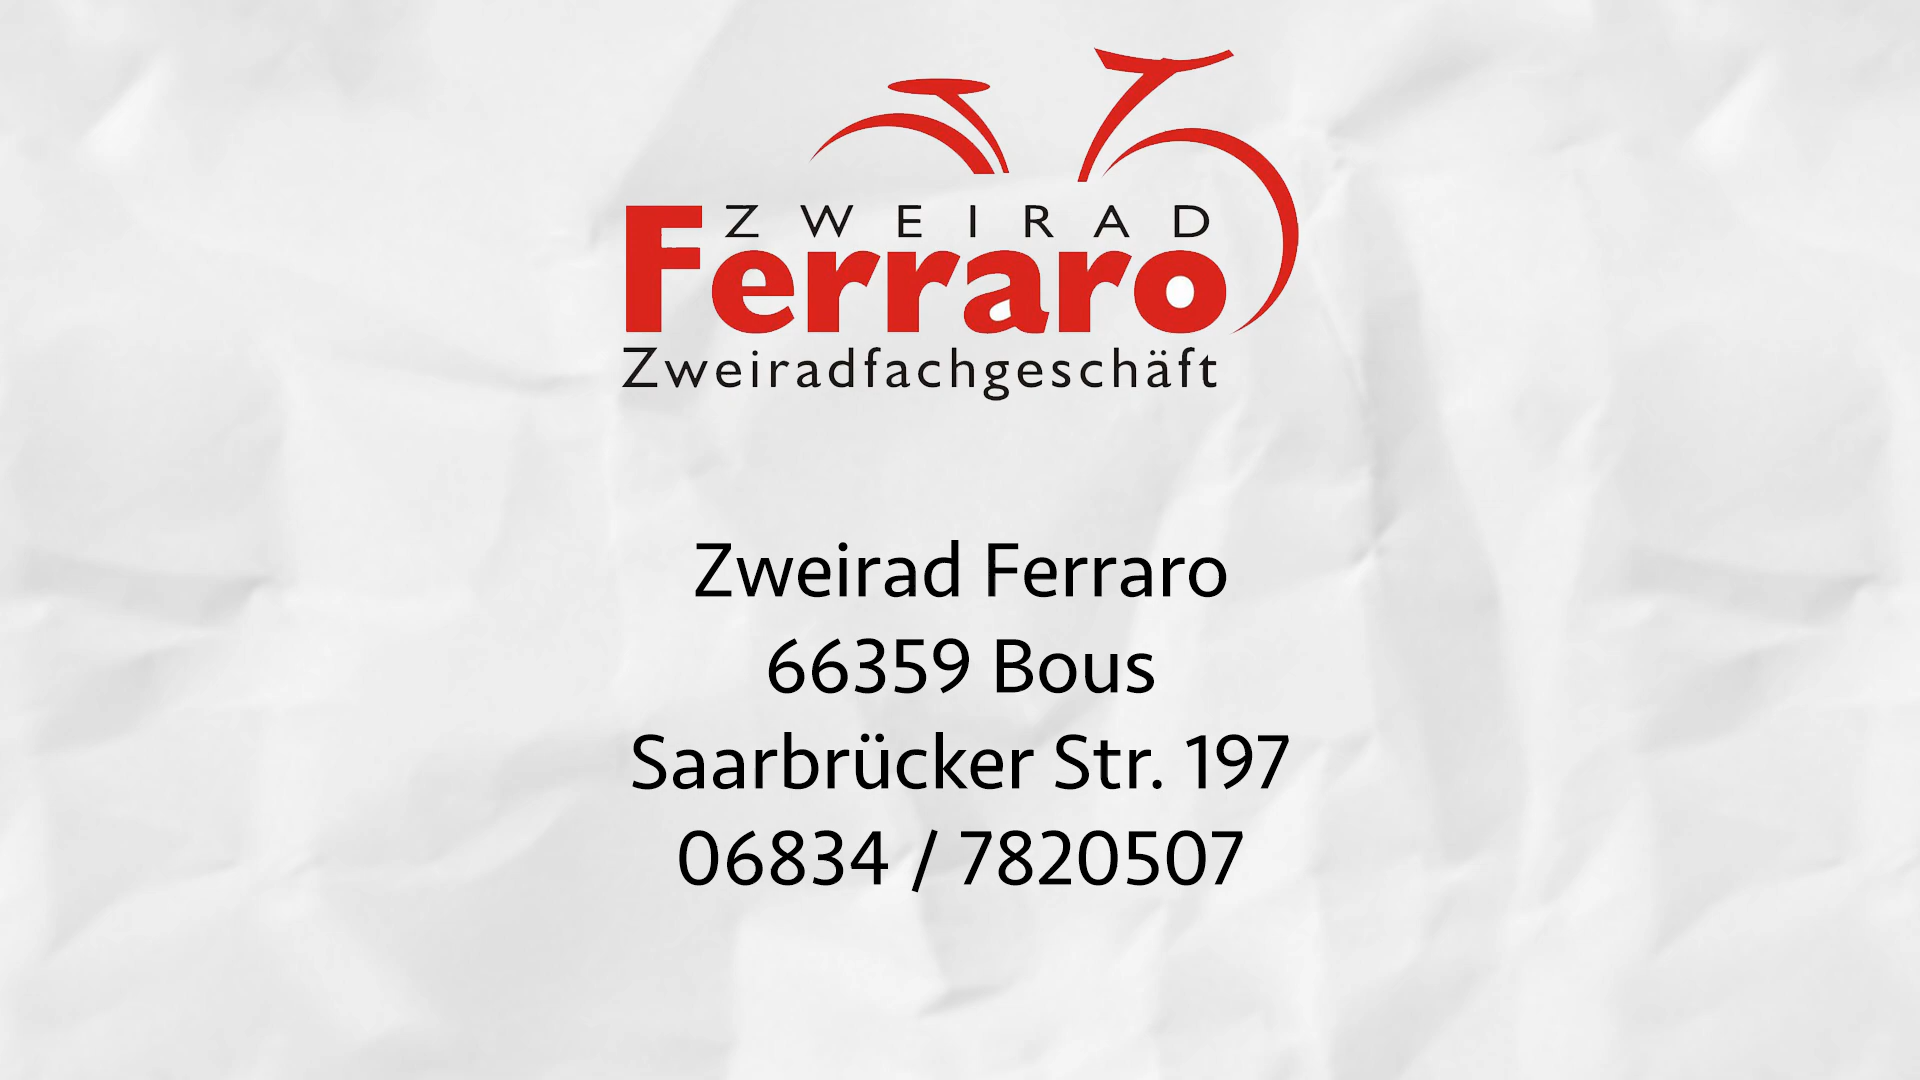 ZWEIRAD
Ferraro
Zweiradfachgeschäft
Zweirad Ferraro
66359 Bous
Saarbrücker Str. 197
06834 / 7820507